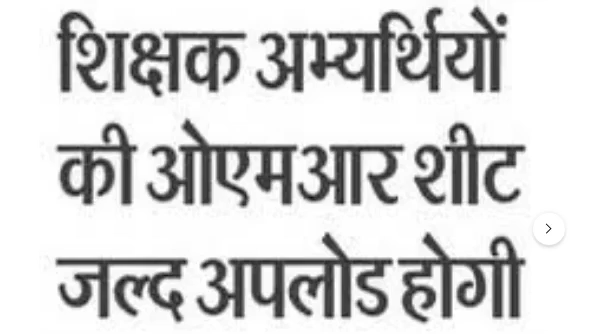 शिक्षक अभ्यर्थियों
की ओएमआर शीट
जल्द अपलोड होगी